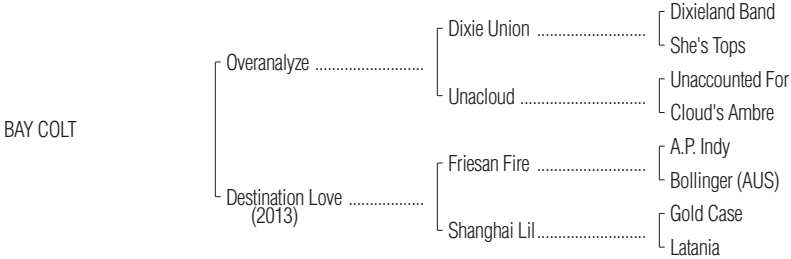 Dixieland Band
Dixie Union ..........................
She's Tops
Overanalyze ..........................
Unaccounted For
Unacloud ..............................
Cloud's Ambre
BAY COLT
A.P. Indy
Friesan Fire ..........................
Bollinger (AUS)
Destination Love ..................
(2013)
Gold Case
Shanghai Lil..........................
Latania